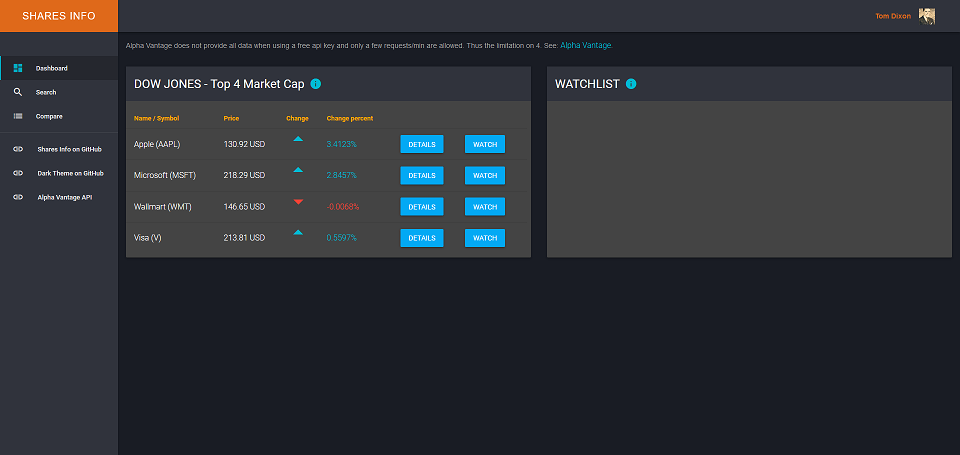 SHARES INFO
Tom Dixon
Alpha Vantage does not provide all data when using a free api key and only a few requests/min are allowed. Thus the limitation on 4. See: Alpha Vantage.
Dashboard
Search
Compare
Shares Info on GitHub
Dark Theme on GitHub
Alpha Vantage API
DOW JONES - Top 4 Market Cap
Name / Symbol Price Change Change percent
Apple (AAPL) 130.92 USD 3.4123% DETAILS WATCH
Microsoft (MSFT) 218.29 USD 2.8457% DETAILS WATCH
Wallmart (WMT) 146.65 USD -0.0068% DETAILS WATCH
Visa (V) 213.81 USD 0.5597% DETAILS WATCH
WATCHLIST